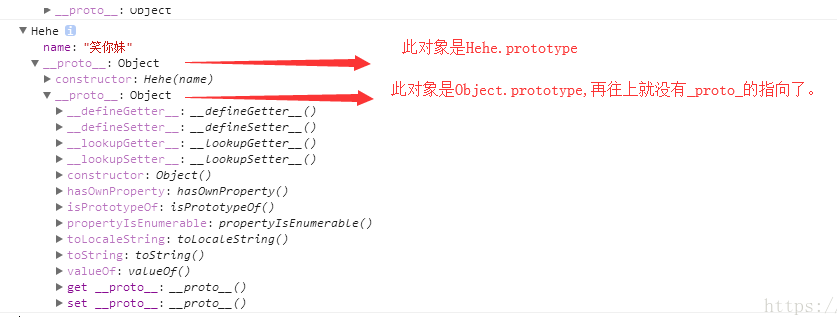 __proto__: Object
Hehe i
name: "笑你妹"
__proto__: Object
此对象是Hehe.prototype
constructor: Hehe(name)
__proto__: Object
此对象是Object.prototype,再往上就没有_proto_的指向了。
__defineGetter__: __defineGetter__()
__defineSetter__: __defineSetter__()
__lookupGetter__: __lookupGetter__()
__lookupSetter__: __lookupSetter__()
constructor: Object()
hasOwnProperty: hasOwnProperty()
isPrototypeOf: isPrototypeOf()
propertyIsEnumerable: propertyIsEnumerable()
toLocaleString: toLocaleString()
toString: toString()
valueOf: valueOf()
get __proto__: __proto__()
set __proto__: __proto__()
https:/